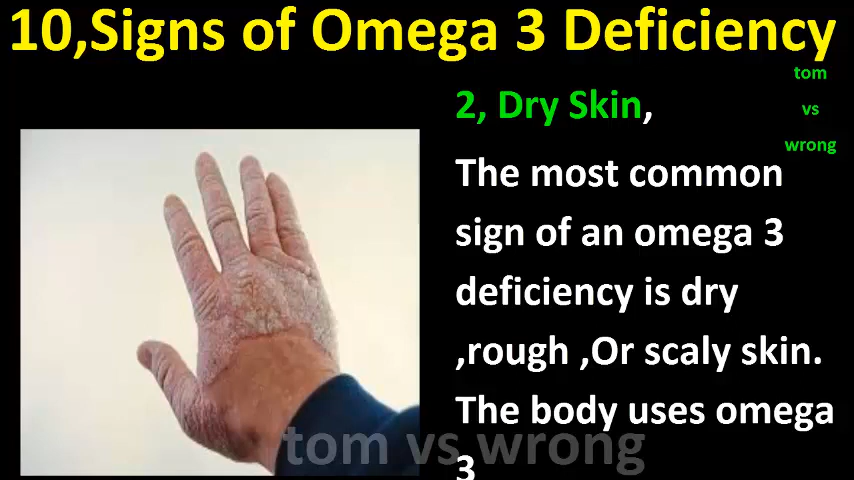 10,Signs of Omega 3 Deficiency
tom
vs
wrong
2, Dry Skin,
The most common
sign of an omega 3
deficiency is dry
,rough ,Or scaly skin.
The body uses omega
3
tom vs wrong